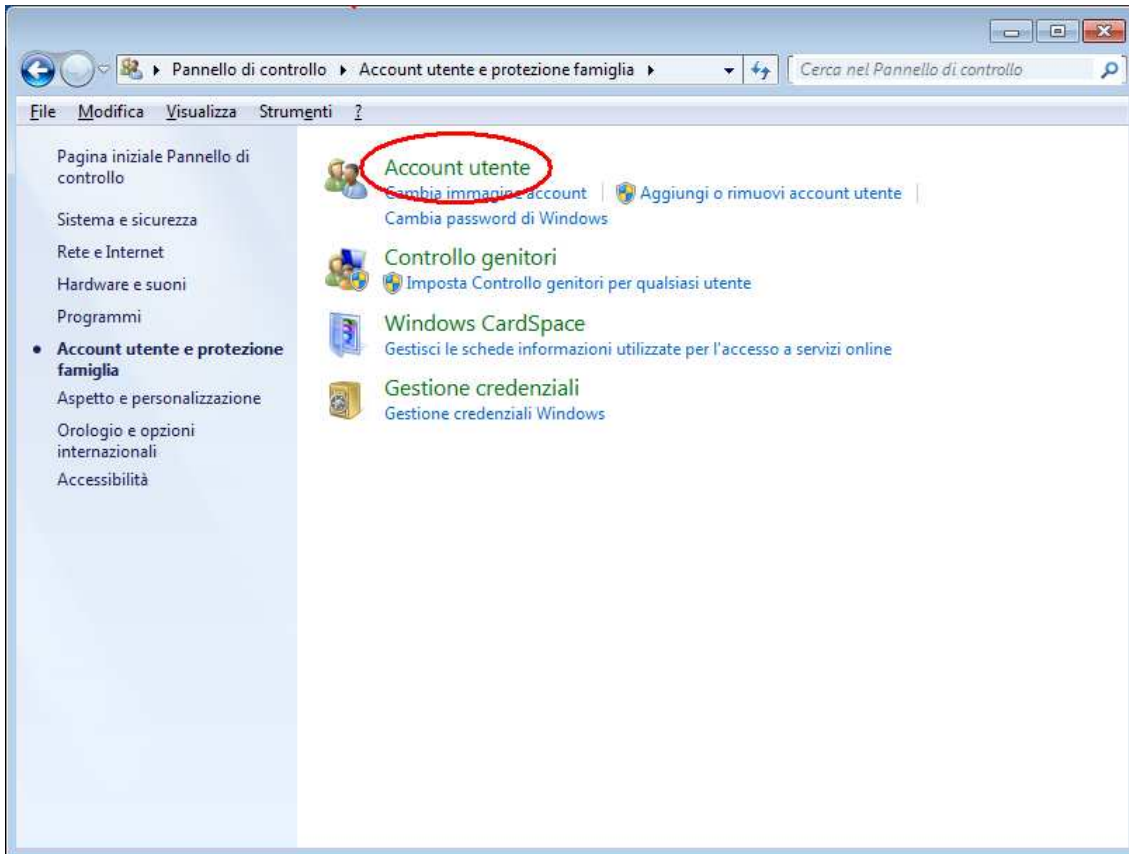 Pannello di controllo Account utente e protezione famiglia
Cerca nel Pannello di controllo
File Modifica Visualizza Strumenti ?
Pagina iniziale Pannello di
controllo
Sistema e sicurezza
Rete e Internet
Hardware e suoni
Programmi
Account utente e protezione
famiglia
Aspetto e personalizzazione
Orologio e opzioni
internazionali
Accessibilità
Account utente
Cambia immagine account
Aggiungi o rimuovi account utente
Cambia password di Windows
Controllo genitori
Imposta Controllo genitori per qualsiasi utente
Windows CardSpace
Gestisci le schede informazioni utilizzate per l'accesso a servizi online
Gestione credenziali
Gestione credenziali Windows